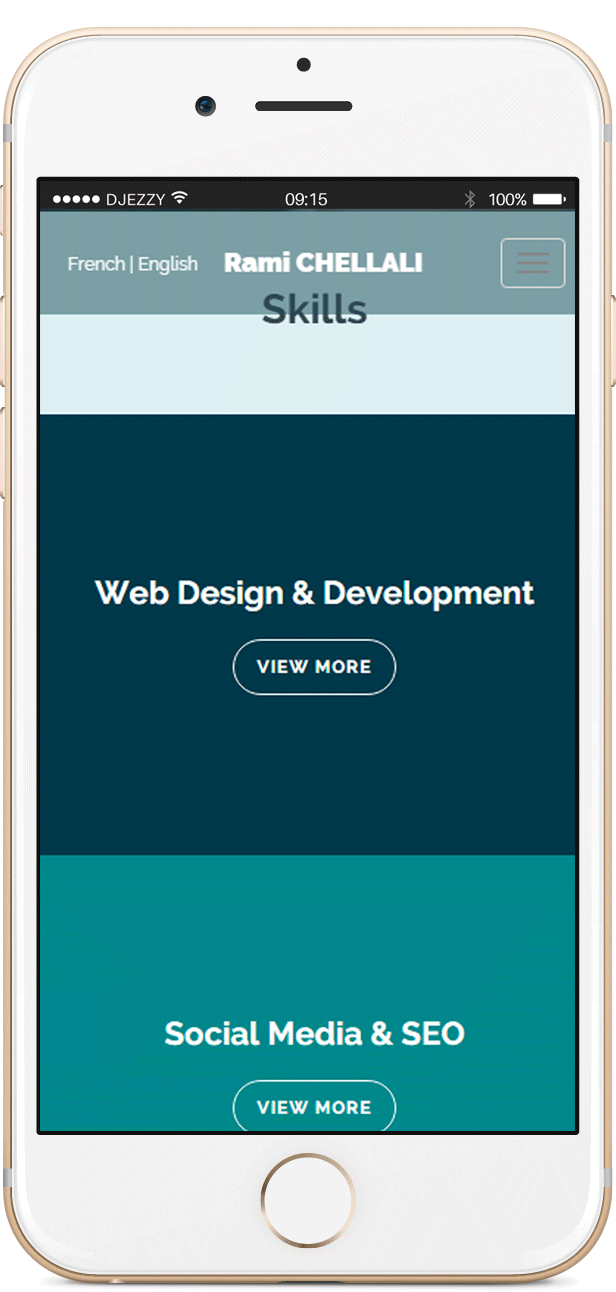 DJEZZY 09:15 100%
French | English Rami CHELLALI
Skills
Web Design & Development
VIEW MORE
Social Media & SEO
VIEW MORE